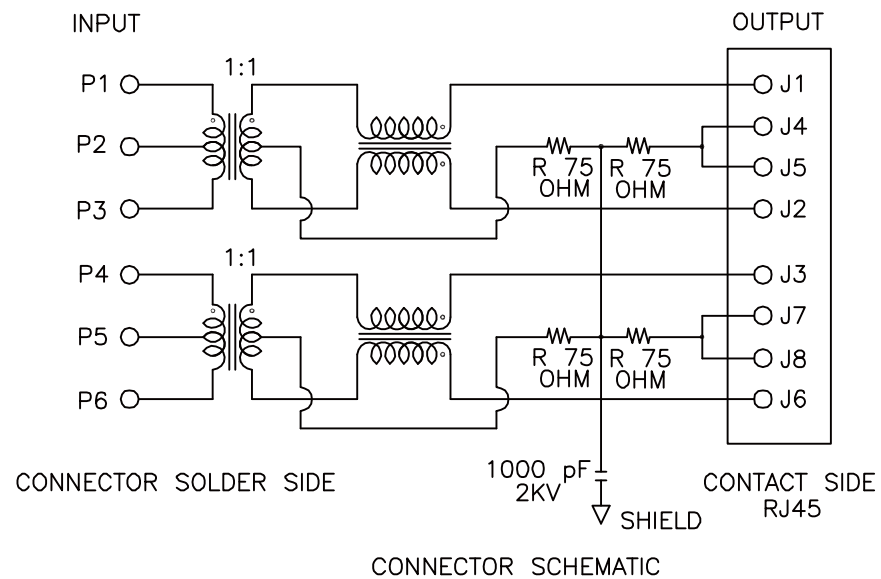 INPUT
OUTPUT
1:1
P1
J1
J4
P2
R 75
OHM
R 75
OHM
J5
P3
J2
1:1
P4
J3
J7
P5
R 75
OHM
R 75
OHM
J8
P6
J6
1000 pF
2KV
CONNECTOR SOLDER SIDE
CONTACT SIDE
RJ45
SHIELD
CONNECTOR SCHEMATIC